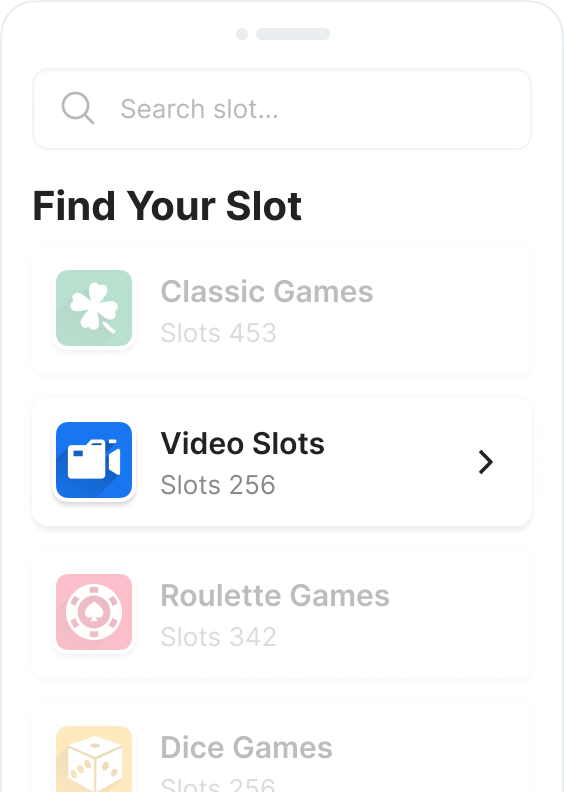 Search slot...
Find Your Slot
Classic Games
Slots 453
Video Slots
Slots 256
Roulette Games
Slots 342
Dice Games
Slots 256